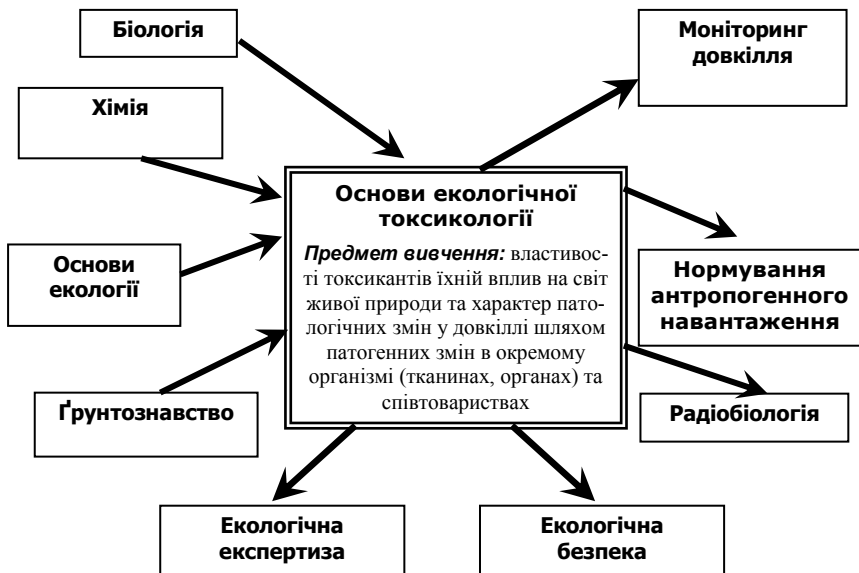 Біологія
Моніторинг
довкілля
Хімія
Основи екологічної
токсикології
Предмет вивчення: властивос-
ті токсикантів їхній вплив на світ
живої природи та характер пато-
логічних змін у довкіллі шляхом
патогенних змін в окремому
організмі (тканинах, органах) та
співтовариствах
Основи
екології
Нормування
антропогенного
навантаження
Ґрунтознавство
Радіобіологія
Екологічна
експертиза
Екологічна
безпека